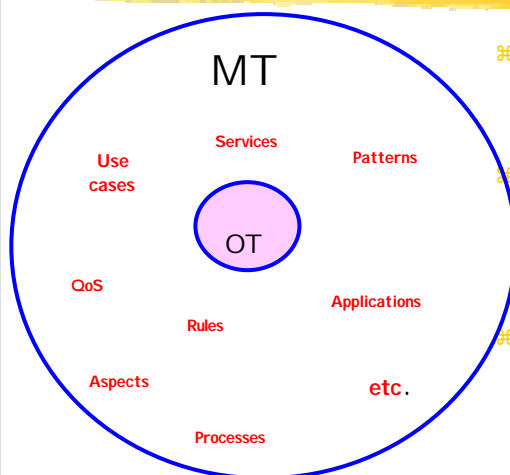 MT
Services
Patterns
Use
cases
OT
QoS
Applications
Rules
Aspects
etc.
Processes